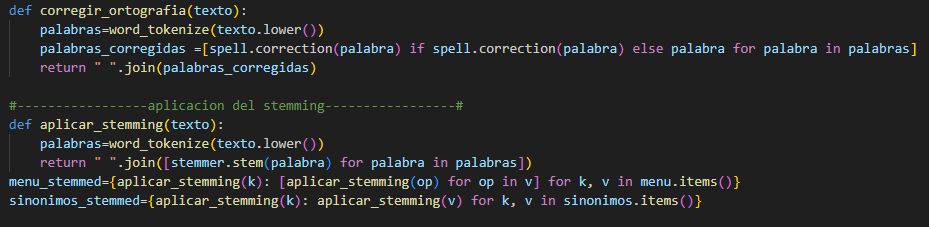 def corregir_ortografia(texto):
    palabras=word_tokenize(texto.lower())
    palabras_corregidas =[spell.correction(palabra) if spell.correction(palabra) else palabra for palabra in palabras]
    return " ".join(palabras_corregidas)

#-----------------aplicacion del stemming-----------------#
def aplicar_stemming(texto):
    palabras=word_tokenize(texto.lower())
    return " ".join([stemmer.stem(palabra) for palabra in palabras])
menu_stemmed={aplicar_stemming(k): [aplicar_stemming(op) for op in v] for k, v in menu.items()}
sinonimos_stemmed={aplicar_stemming(k): aplicar_stemming(v) for k, v in sinonimos.items()}